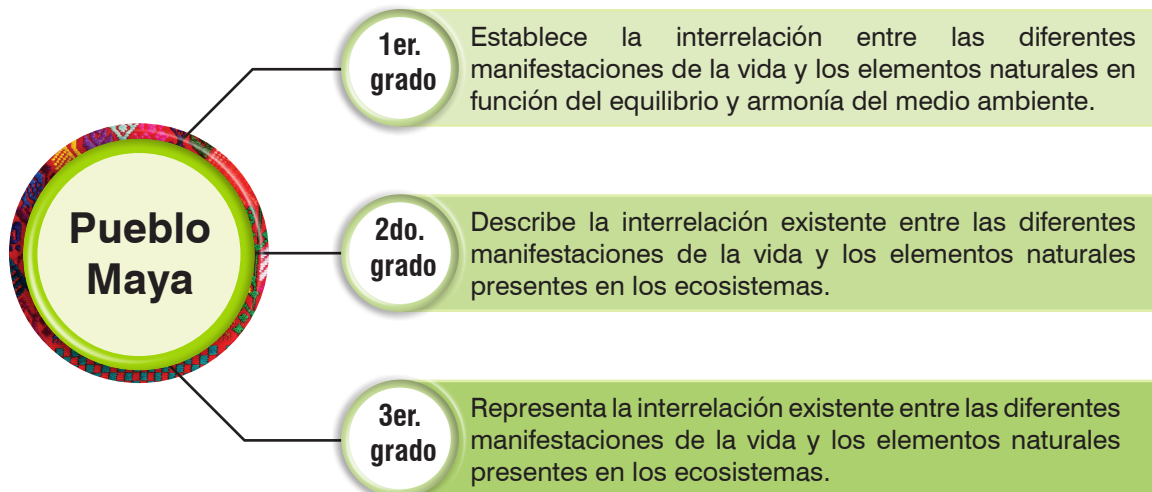 Pueblo
Maya
1er.
grado
Establece la interrelación entre las diferentes
manifestaciones de la vida y los elementos naturales en
función del equilibrio y armonía del medio ambiente.
2do.
grado
Describe la interrelación existente entre las diferentes
manifestaciones de la vida y los elementos naturales
presentes en los ecosistemas.
3er.
grado
Representa la interrelación existente entre las diferentes
manifestaciones de la vida y los elementos naturales
presentes en los ecosistemas.